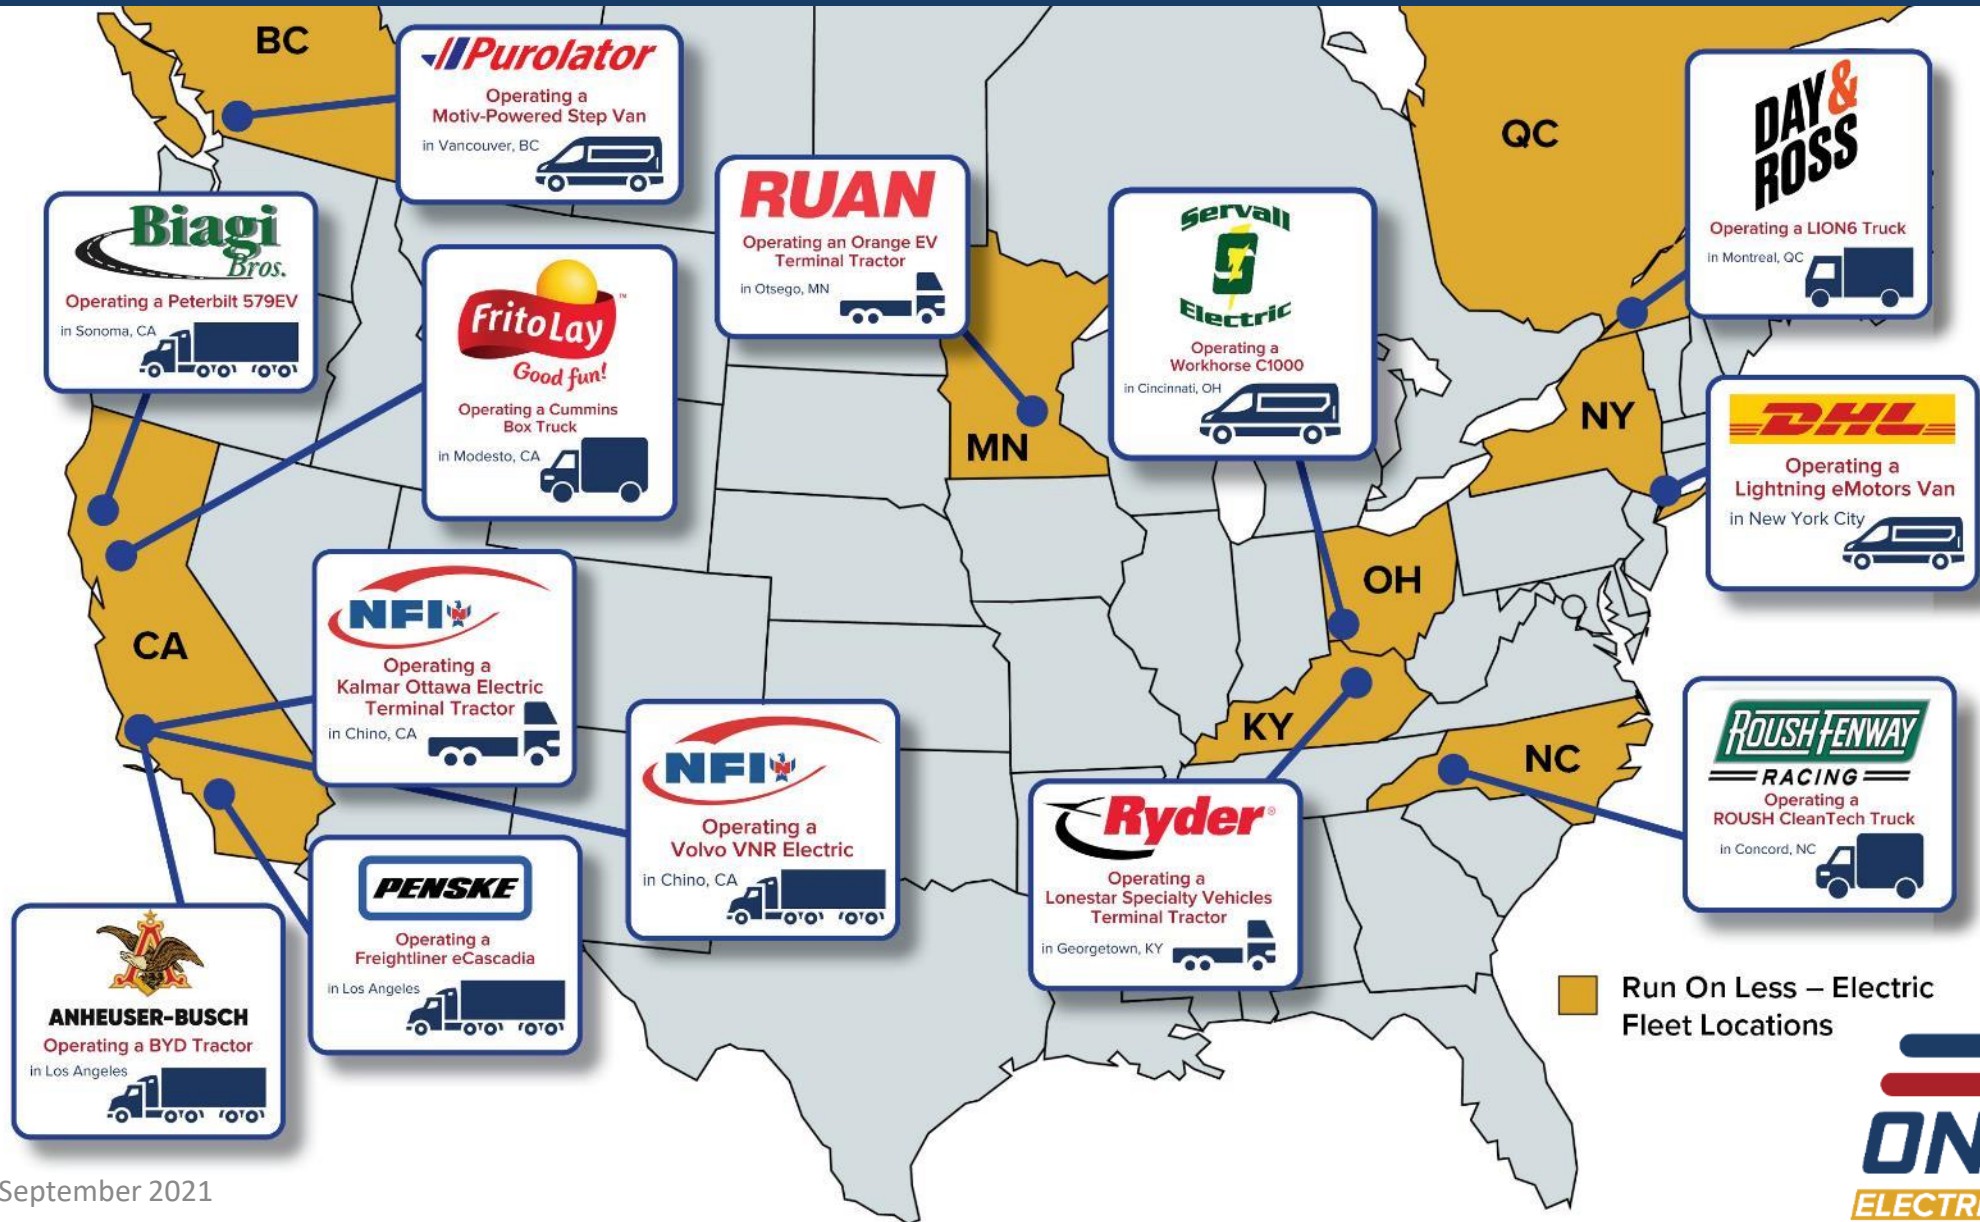 BC
Purolator
Operating a
Motiv-Powered Step Van
in Vancouver, BC
QC
DAY &
ROSS
Operating a LION6 Truck
in Montreal, QC
RUAN
Operating an Orange EV
Terminal Tractor
in Otsego, MN
Servall
S
Electric
Operating a
Workhorse C1000
in Cincinnati, OH
Biagi
Bros.
Operating a Peterbilt 579EV
in Sonoma, CA
Frito Lay
™
Good fun!
Operating a Cummins
Box Truck
in Modesto, CA
MN
NY
DHL
Operating a
Lightning eMotors Van
in New York City
OH
CA
NFI
N
Operating a
Kalmar Ottawa Electric
Terminal Tractor
in Chino, CA
NFI
N
Operating a
Volvo VNR Electric
in Chino, CA
KY
NC
ROUSH FENWAY
RACING
Operating a
ROUSH CleanTech Truck
in Concord, NC
Ryder®
Operating a
Lonestar Specialty Vehicles
Terminal Tractor
in Georgetown, KY
PENSKE
Operating a
Freightliner eCascadia
in Los Angeles
A
ANHEUSER-BUSCH
Operating a BYD Tractor
in Los Angeles
Run On Less – Electric
Fleet Locations
ON
ELECTR
September 2021